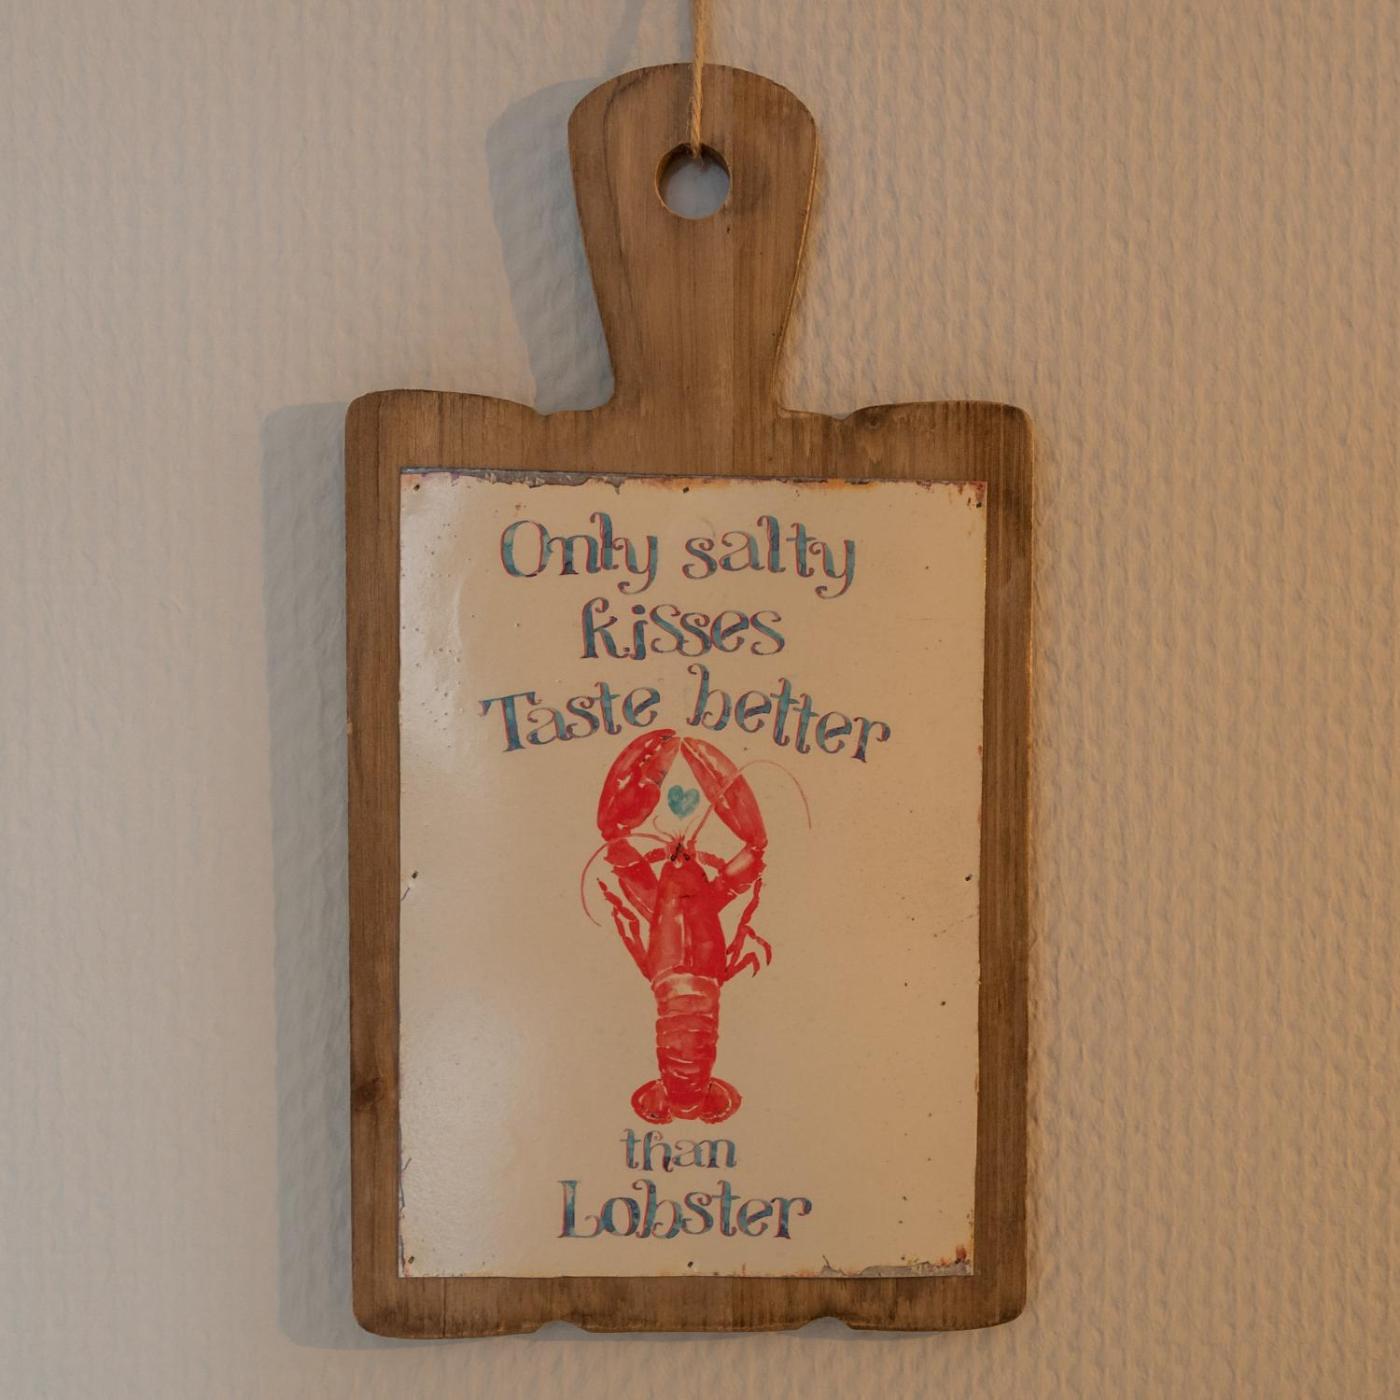 Only salty
kisses
Taste better
than
Lobster